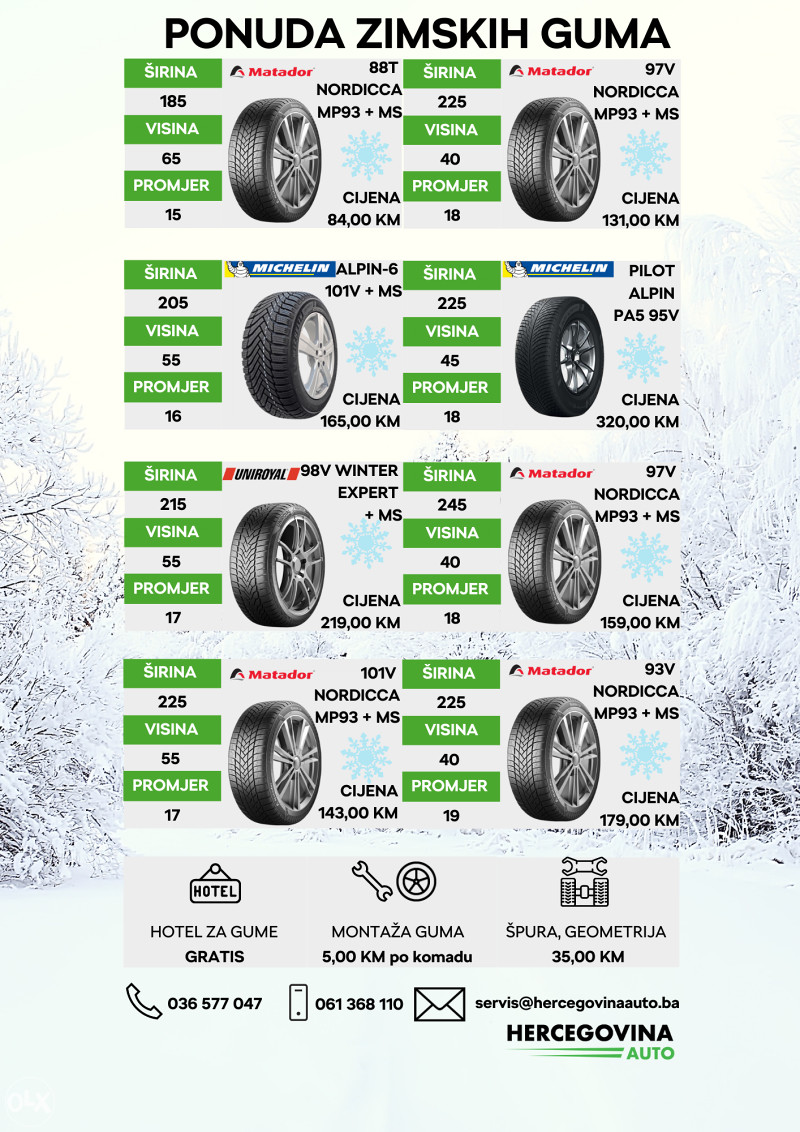 PONUDA ZIMSKIH GUMA
ŠIRINA
185
VISINA
65
PROMJER
15
Matador
88T
NORDICCA
MP93 + MS
CIJENA
84,00 KM
ŠIRINA
225
VISINA
40
PROMJER
18
Matador
97V
NORDICCA
MP93 + MS
CIJENA
131,00 KM
ŠIRINA
205
VISINA
55
PROMJER
16
MICHELIN
ALPIN-6
101V + MS
CIJENA
165,00 KM
ŠIRINA
225
VISINA
45
PROMJER
18
MICHELIN
PILOT
ALPIN
PA5 95V
CIJENA
320,00 KM
ŠIRINA
215
VISINA
55
PROMJER
17
UNIROYAL
98V WINTER
EXPERT
+ MS
CIJENA
219,00 KM
ŠIRINA
245
VISINA
40
PROMJER
18
Matador
97V
NORDICCA
MP93 + MS
CIJENA
159,00 KM
ŠIRINA
225
VISINA
55
PROMJER
17
Matador
101V
NORDICCA
MP93 + MS
CIJENA
143,00 KM
ŠIRINA
225
VISINA
40
PROMJER
19
Matador
93V
NORDICCA
MP93 + MS
CIJENA
179,00 KM
HOTEL
HOTEL ZA GUME
GRATIS
MONTAŽA GUMA
5,00 KM po komadu
ŠPURA, GEOMETRIJA
35,00 KM
036 577 047
061 368 110
servis@hercegovinaauto.ba
HERCEGOVINA
AUTO
OLX